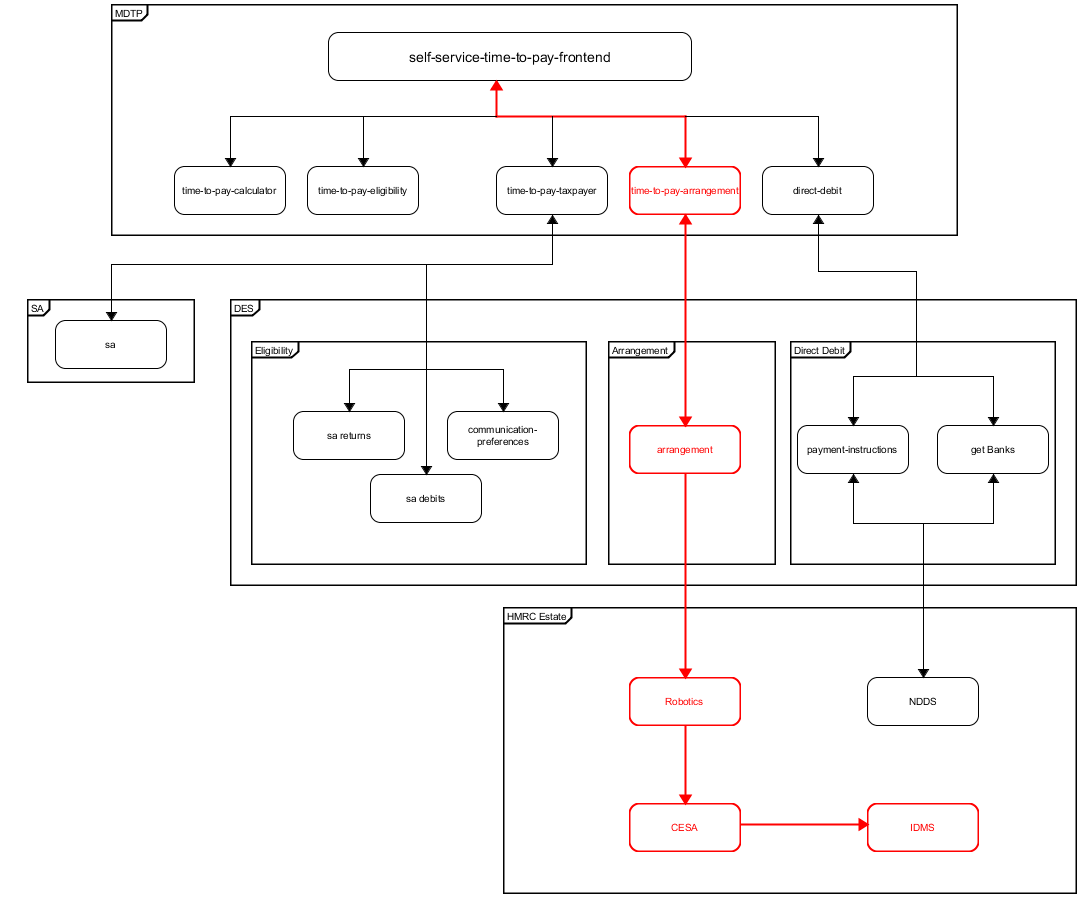 MDTP
self-service-time-to-pay-frontend
time-to-pay-calculator
time-to-pay-eligibility
time-to-pay-taxpayer
time-to-pay-arrangement
direct-debit
SA
sa
DES
Eligibility
sa returns
communication-
preferences
sa debits
Arrangement
arrangement
Direct Debit
payment-instructions
get Banks
HMRC Estate
Robotics
NDDS
CESA
IDMS